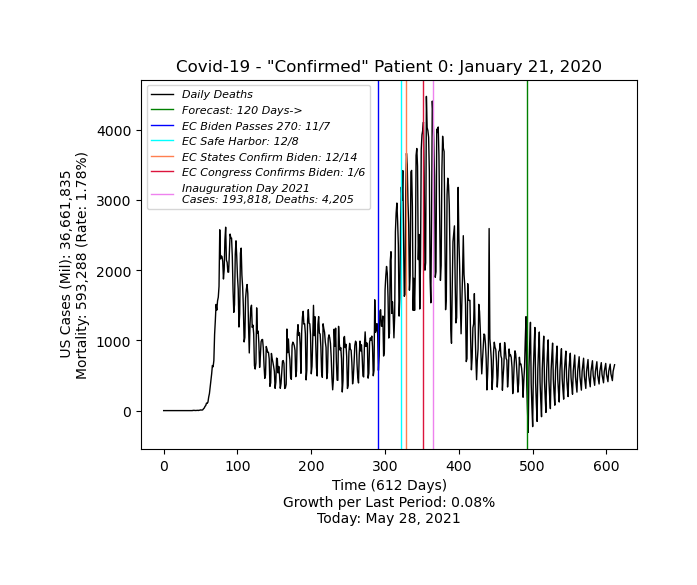 Covid-19 - "Confirmed" Patient 0: January 21, 2020
Daily Deaths
Forecast: 120 Days->
EC Biden Passes 270: 11/7
EC Safe Harbor: 12/8
EC States Confirm Biden: 12/14
EC Congress Confirms Biden: 1/6
Inauguration Day 2021
Cases: 193,818, Deaths: 4,205
US Cases (Mil): 36,661,835
Mortality: 593,288 (Rate: 1.78%)
4000
3000
2000
1000
0
0 100 200 300 400 500 600
Time (612 Days)
Growth per Last Period: 0.08%
Today: May 28, 2021